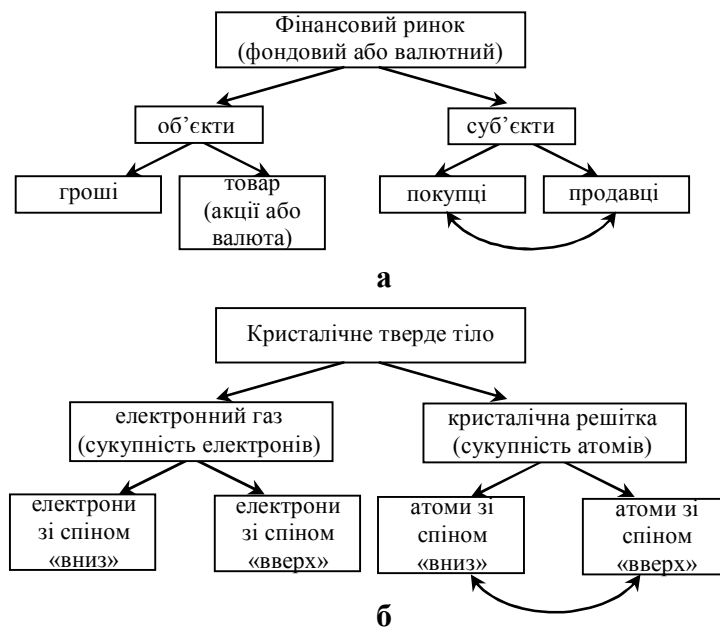 Фінансовий ринок
(фондовий або валютний)
об’єкти
суб’єкти
гроші
товар
(акції або
валюта)
покупці
продавці
а
Кристалічне тверде тіло
електронний газ
(сукупність електронів)
кристалічна решітка
(сукупність атомів)
електрони
зі спіном
«вниз»
електрони
зі спіном
«вверх»
атоми зі
спіном
«вниз»
атоми зі
спіном
«вверх»
б